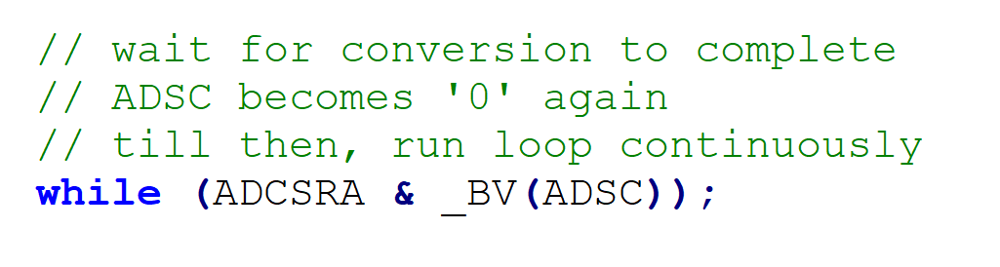 // wait for conversion to complete
// ADSC becomes '0' again
// till then, run loop continuously
while (ADCSRA & _BV(ADSC));